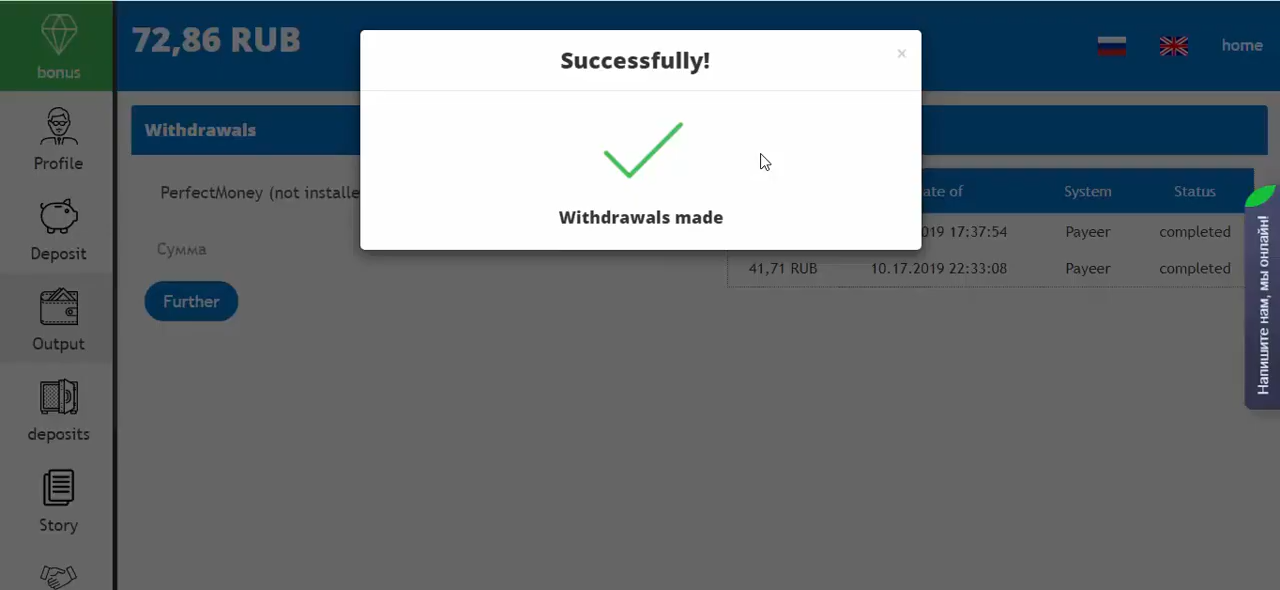 72,86 RUB
bonus
home
Successfully!
×
Withdrawals made
Profile
Deposit
Output
deposits
Story
Withdrawals
PerfectMoney (not installe
Сумма
Further
ate of
System
Status
019 17:37:54
Payeer
completed
41,71 RUB
10.17.2019 22:33:08
Payeer
completed
Напишите нам, мы онлайн!